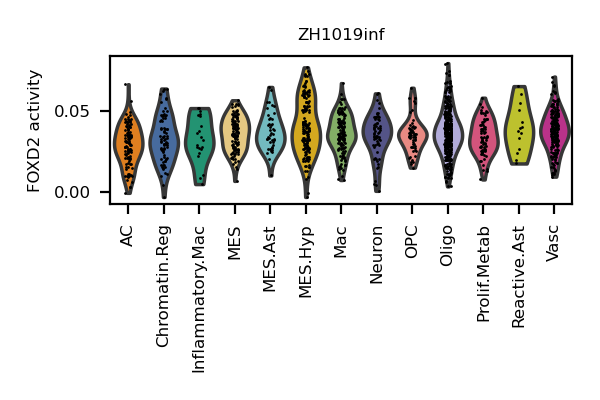 ZH1019inf
FOXD2 activity
0.05
0.00
AC
Chromatin.Reg
Inflammatory.Mac
MES
MES.Ast
MES.Hyp
Mac
Neuron
OPC
Oligo
Prolif.Metab
Reactive.Ast
Vasc